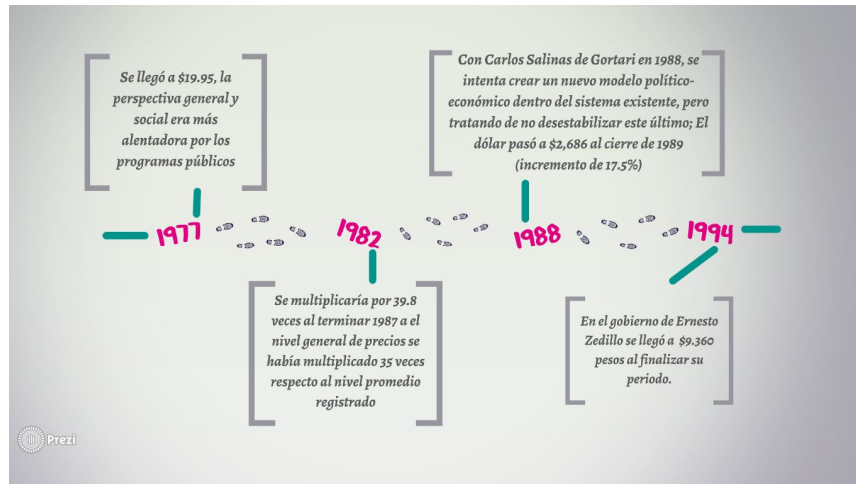 Se llegó a $19.95, la
perspectiva general y
social era más
alentadora por los
programas públicos
Con Carlos Salinas de Gortari en 1988, se
intenta crear un nuevo modelo político-
económico dentro del sistema existente, pero
tratando de no desestabilizar este último; El
dólar pasó a $2,686 al cierre de 1989
(incremento de 17.5%)
1977
1982
1988
1994
Se multiplicaría por 39.8
veces al terminar 1987 a el
nivel general de precios se
había multiplicado 35 veces
respecto al nivel promedio
registrado
En el gobierno de Ernesto
Zedillo se llegó a $9.360
pesos al finalizar su
periodo.
Prezi